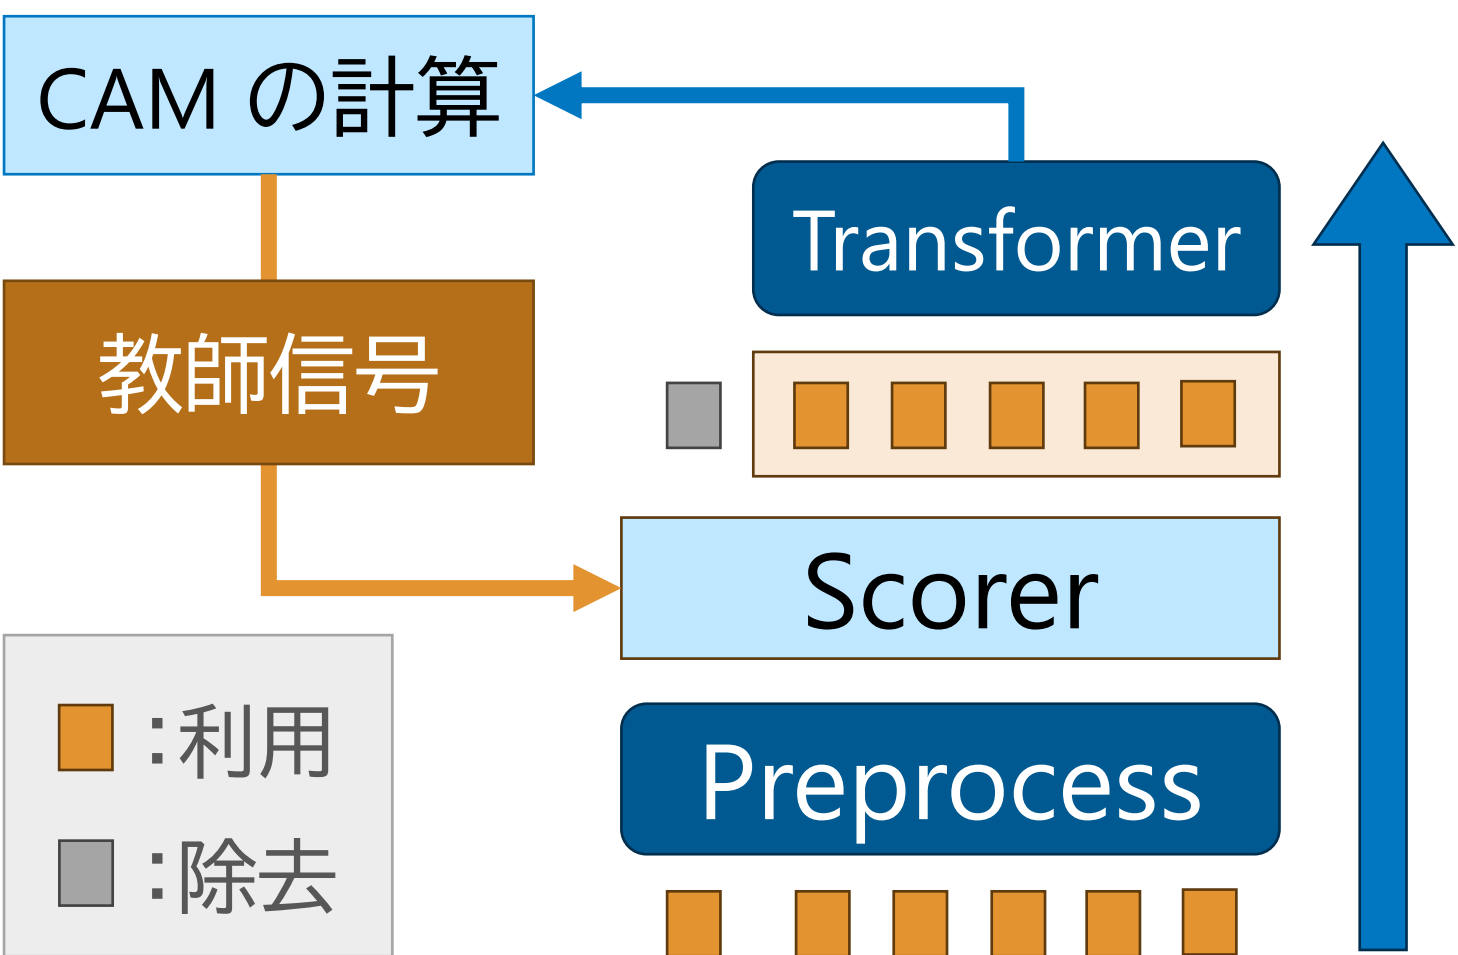 CAM の計算
Transformer
教師信号
Scorer
Preprocess
：利用
：除去